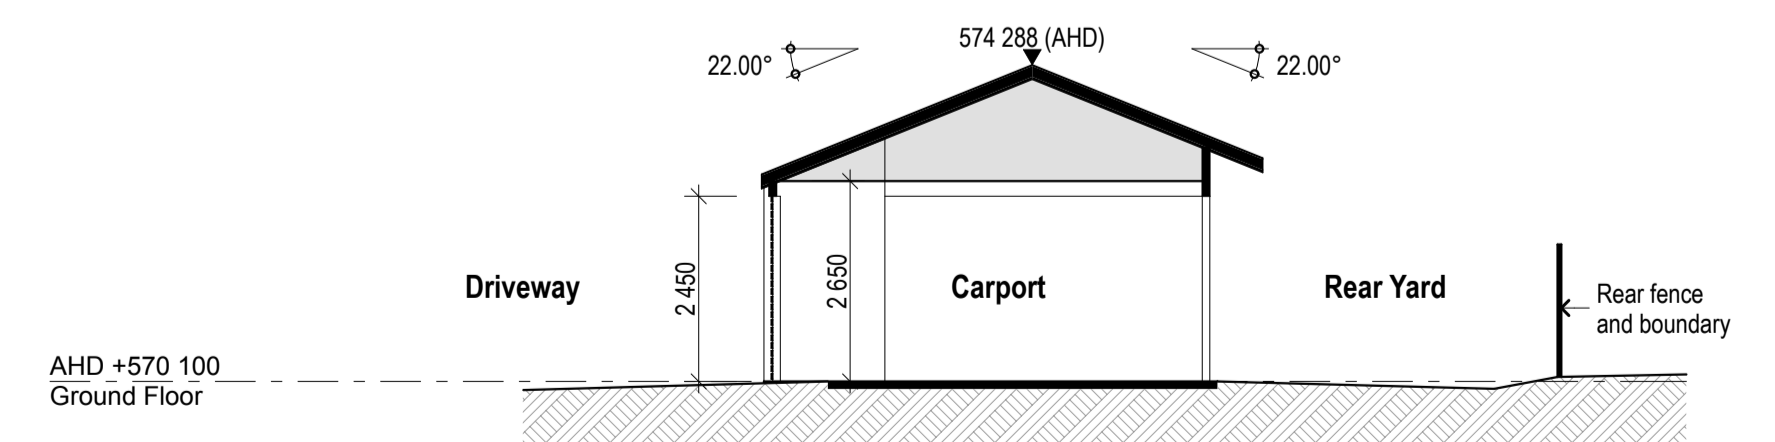 574 288 (AHD)
22.00°
22.00°
2 450
2 650
Driveway
Carport
Rear Yard
Rear fence
and boundary
AHD +570 100
Ground Floor